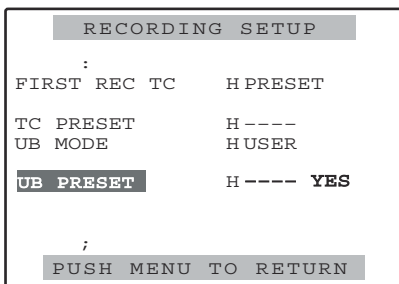 RECORDING SETUP
:
FIRST REC TC H PRESET
TC PRESET H ----
UB MODE H USER
UB PRESET H ---- YES
;
PUSH MENU TO RETURN